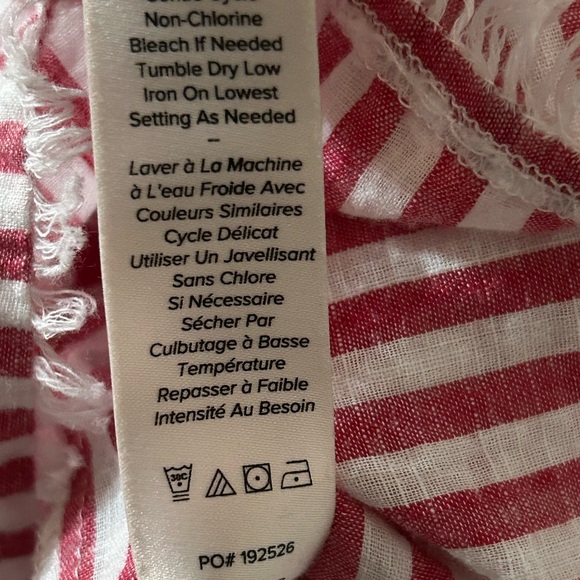 Non-Chlorine
Bleach If Needed
Tumble Dry Low
Iron On Lowest
Setting As Needed
–
Laver à La Machine
à L'eau Froide Avec
Couleurs Similaires
Cycle Délicat
Utiliser Un Javellisant
Sans Chlore
Si Nécessaire
Sécher Par
Culbutage à Basse
Température
Repasser à Faible
Intensité Au Besoin
30C
PO# 192526